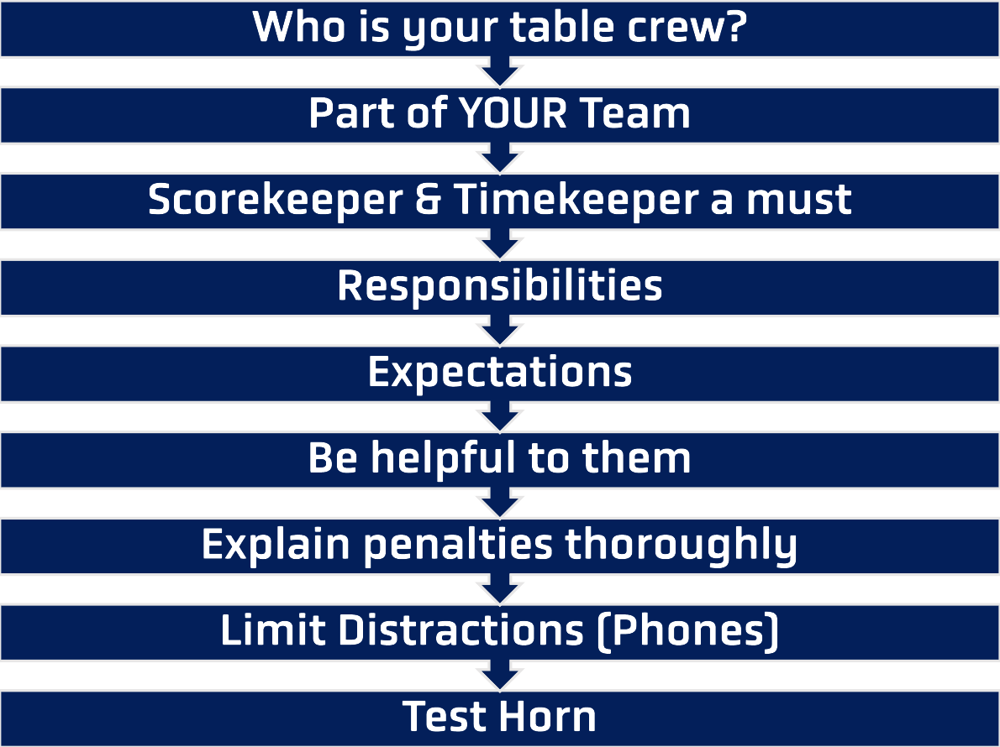 Who is your table crew?
Part of YOUR Team
Scorekeeper & Timekeeper a must
Responsibilities
Expectations
Be helpful to them
Explain penalties thoroughly
Limit Distractions (Phones)
Test Horn